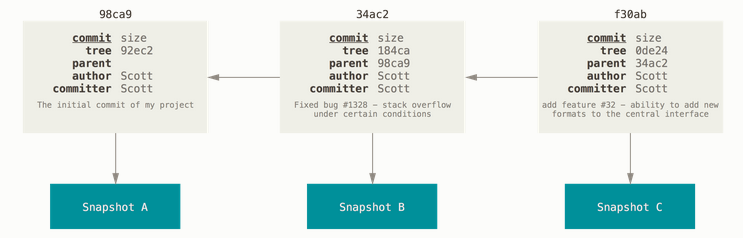 98ca9
commit size
tree 92ec2
parent
author Scott
committer Scott
The initial commit of my project
Snapshot A
34ac2
commit size
tree 184ca
parent 98ca9
author Scott
committer Scott
Fixed bug #1328 – stack overflow
under certain conditions
Snapshot B
f30ab
commit size
tree 0de24
parent 34ac2
author Scott
committer Scott
add feature #32 – ability to add new
formats to the central interface
Snapshot C